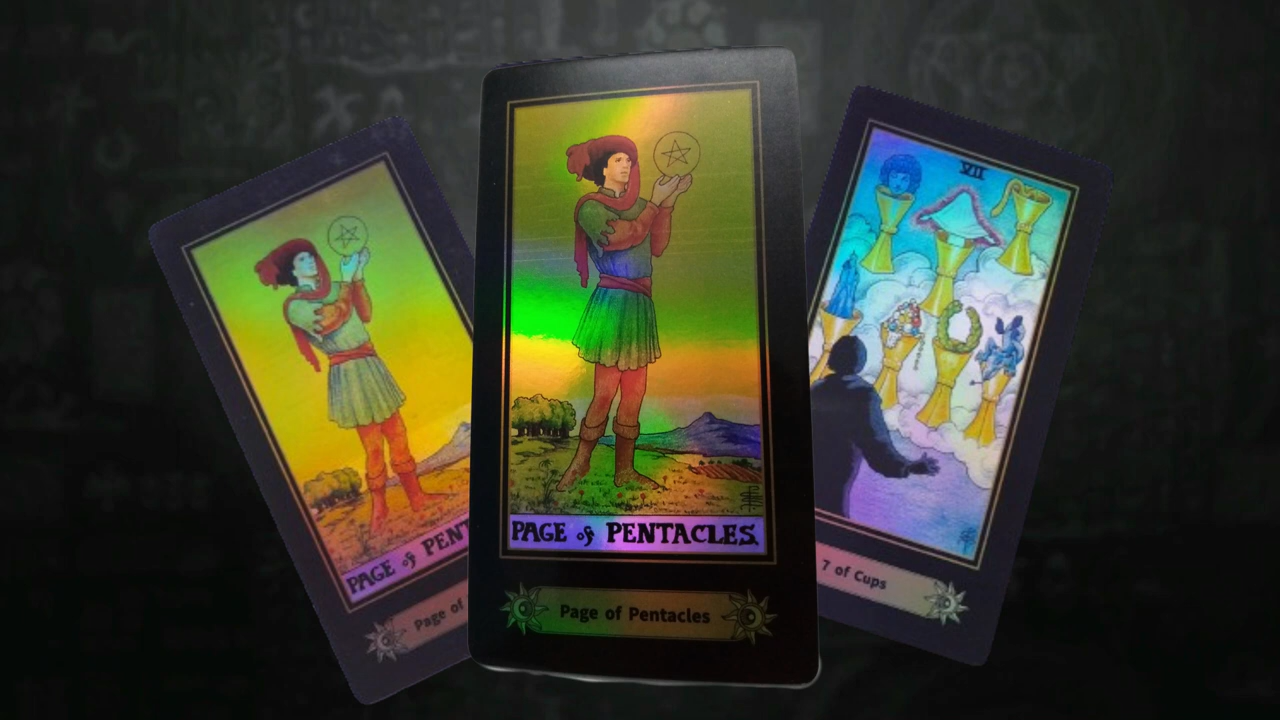 PAGE of PENT
Page of
PAGE of PENTACLES.
Page of Pentacles
VII
7 of Cups